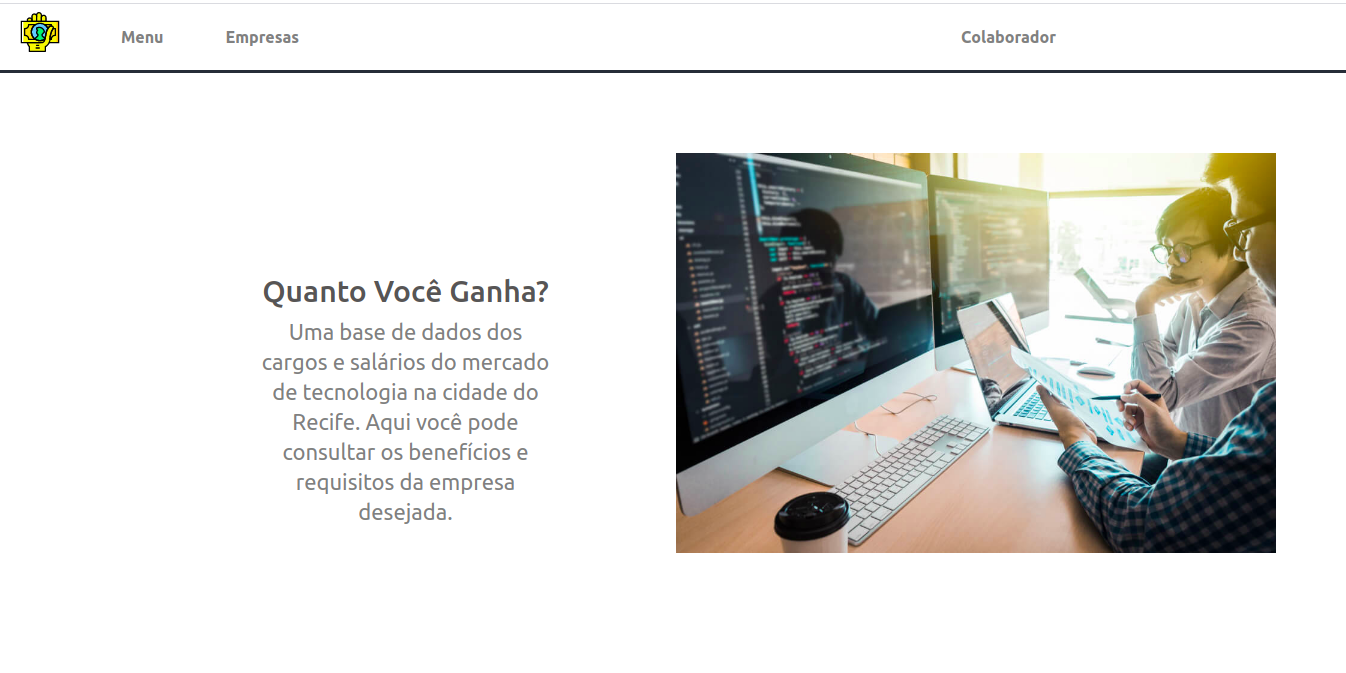 Menu
Empresas
Colaborador
Quanto Você Ganha?
Uma base de dados dos
cargos e salários do mercado
de tecnologia na cidade do
Recife. Aqui você pode
consultar os benefícios e
requisitos da empresa
desejada.